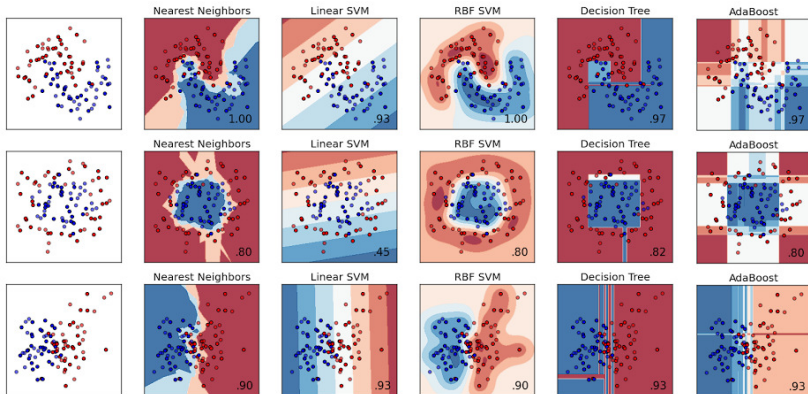 Nearest Neighbors Linear SVM RBF SVM Decision Tree AdaBoost
1.00 .93 1.00 .97 .97
Nearest Neighbors Linear SVM RBF SVM Decision Tree AdaBoost
.80 .45 .80 .82 .80
Nearest Neighbors Linear SVM RBF SVM Decision Tree AdaBoost
.90 .93 .90 .93 .93